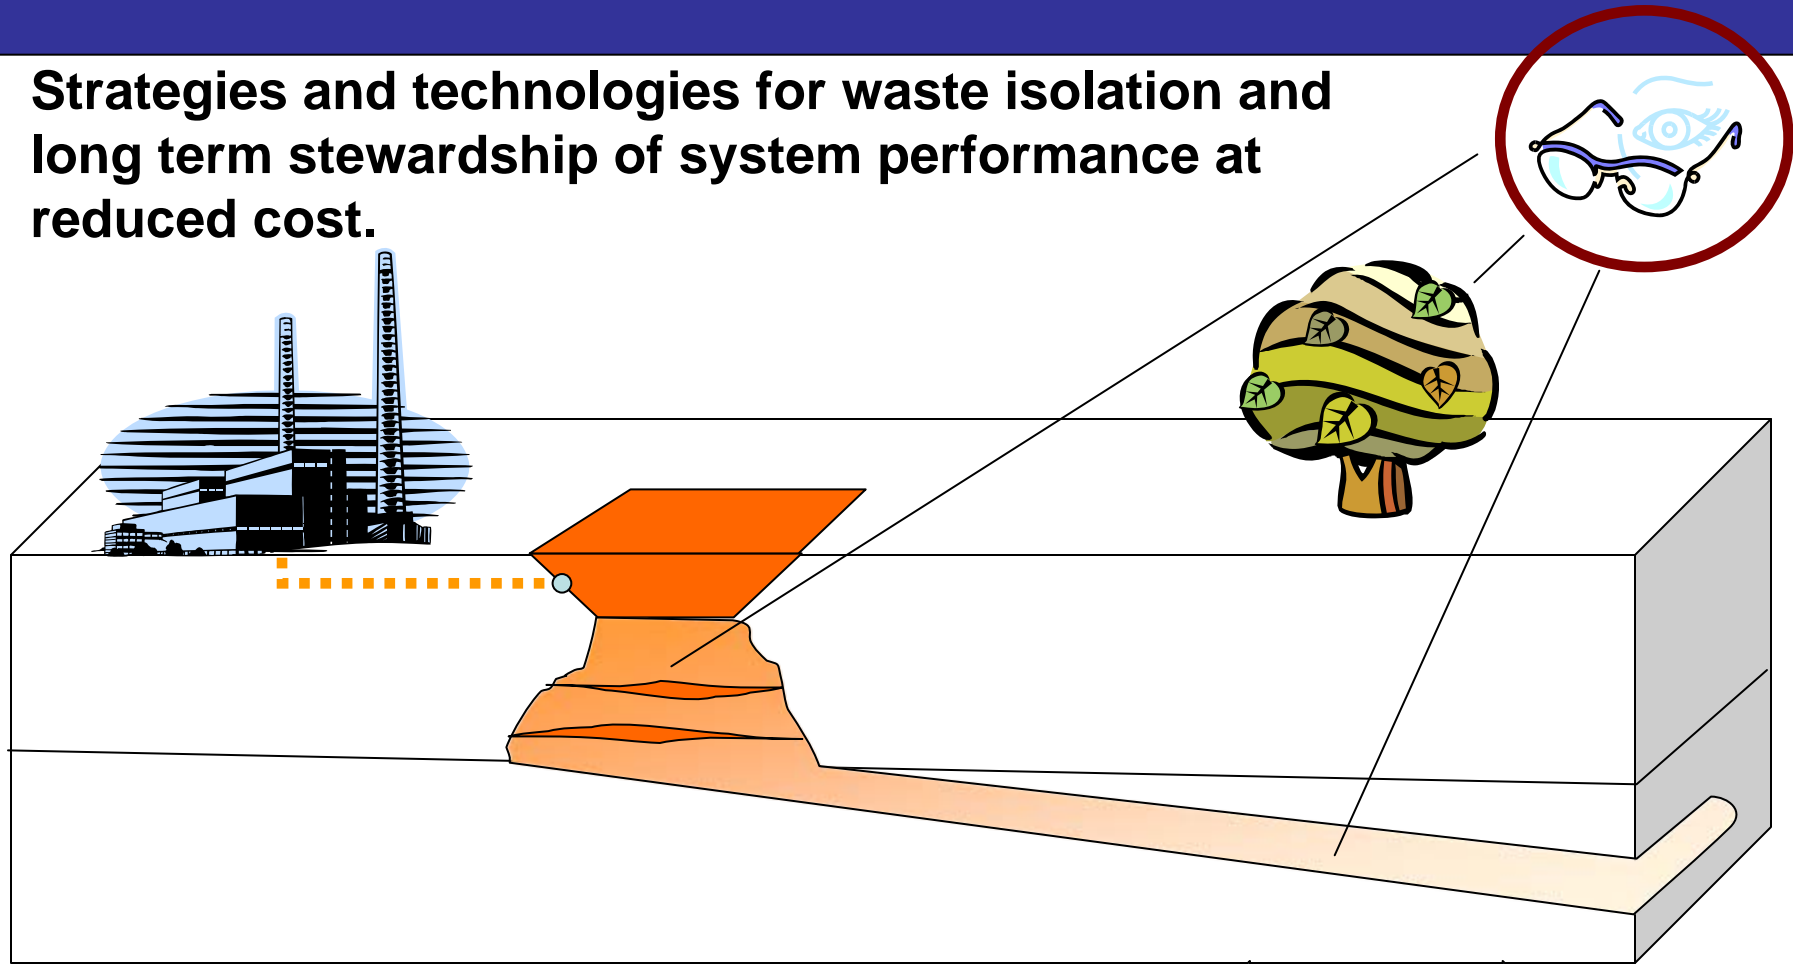 Strategies and technologies for waste isolation and
long term stewardship of system performance at
reduced cost.